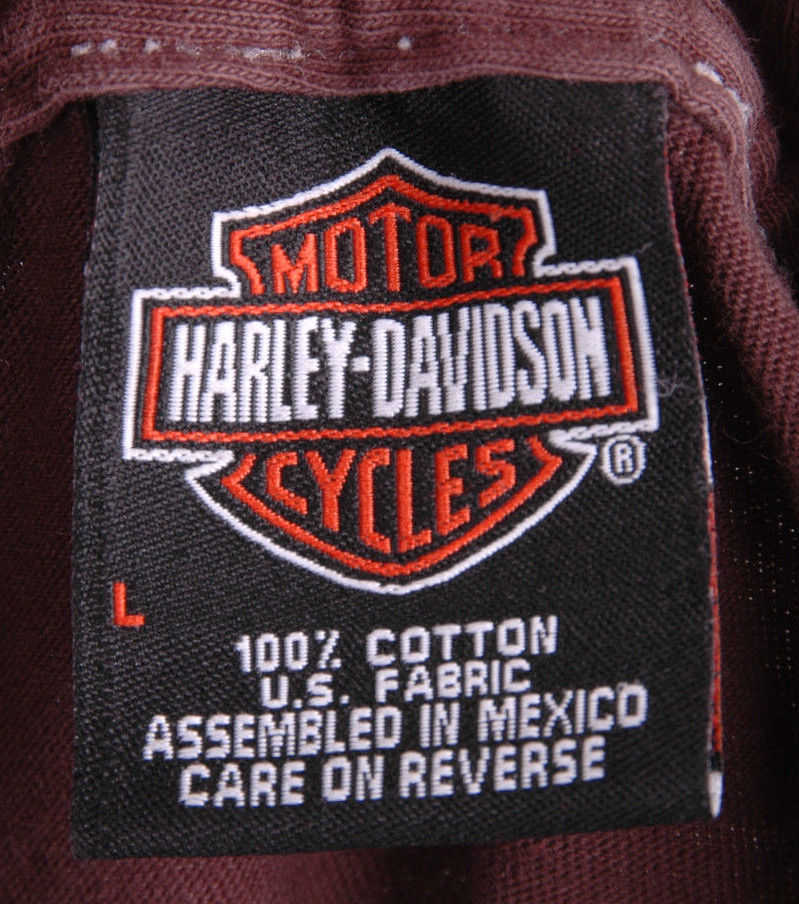 MOTOR
HARLEY-DAVIDSON
CYCLES
®
L
100% COTTON
U.S. FABRIC
ASSEMBLED IN MEXICO
CARE ON REVERSE